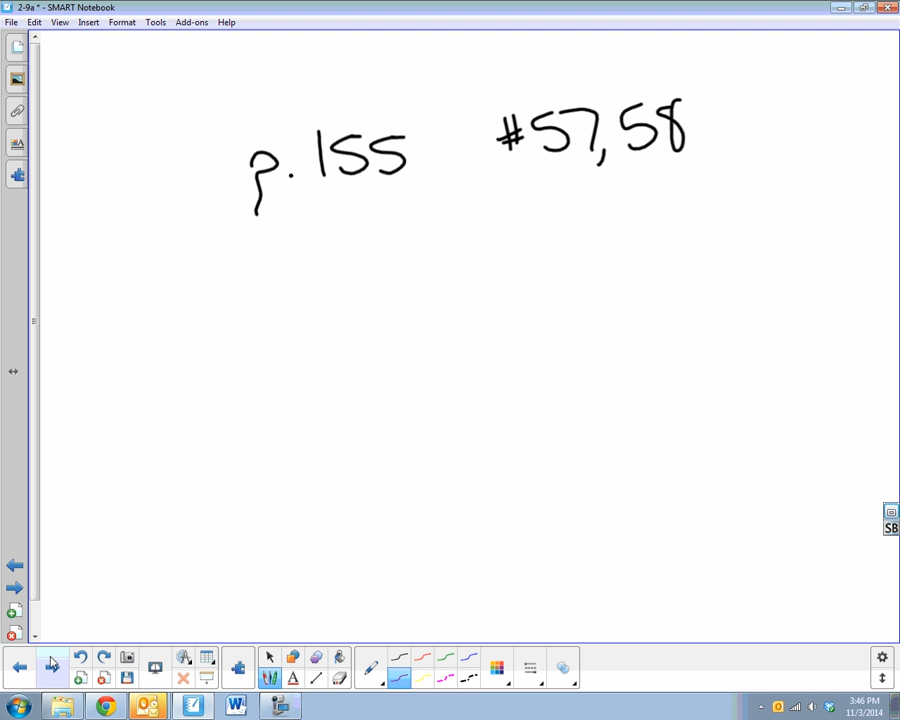 2-9a * - SMART Notebook
File Edit View Insert Format Tools Add-ons Help
p. 155 #57, 58
SB
A
W
3:46 PM
11/3/2014